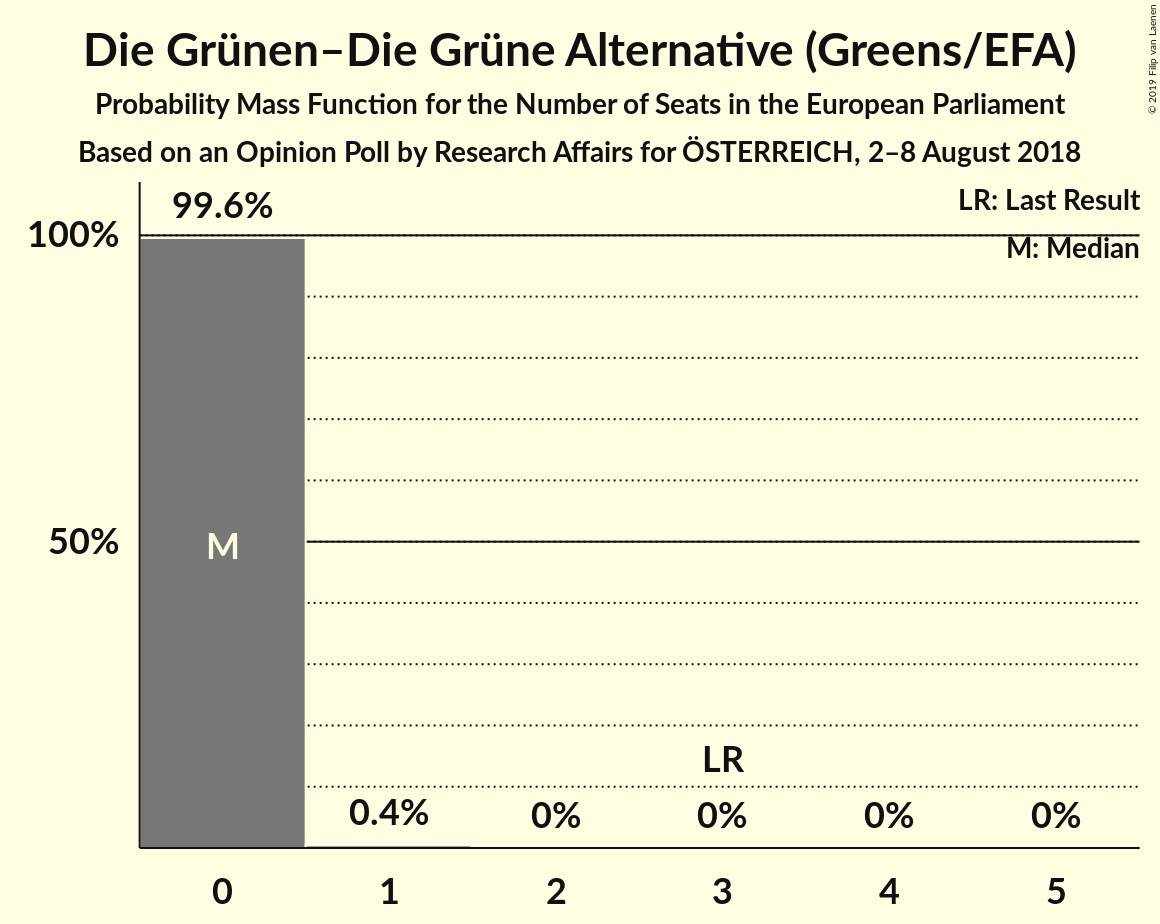 Die Grünen–Die Grüne Alternative (Greens/EFA)
Probability Mass Function for the Number of Seats in the European Parliament
Based on an Opinion Poll by Research Affairs for ÖSTERREICH, 2–8 August 2018
© 2019 Filip van Laenen
LR: Last Result
M: Median
99.6%
100%
50%
M
LR
0.4%
0%
0%
0%
0%
0
1
2
3
4
5